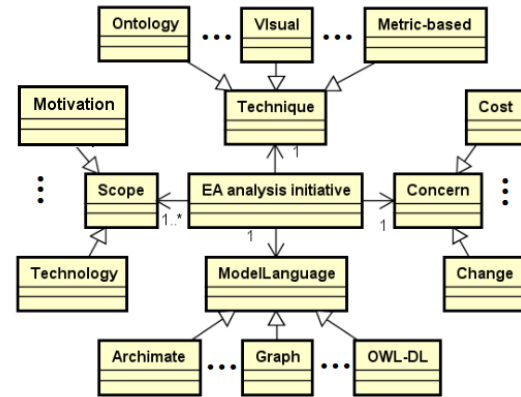 Ontology
VIsual
Metric-based
Motivation
Technique
Cost
1
Scope
EA analysis initiative
Concern
1..*
1
1
Technology
ModelLanguage
Change
Archimate
Graph
OWL-DL